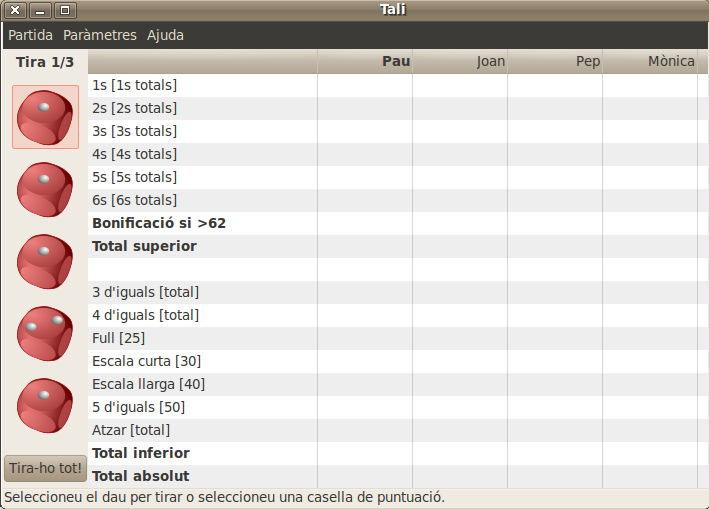 Tali
Partida Paràmetres Ajuda
Tira 1/3
Pau Joan Pep Mònica
1s [1s totals]
2s [2s totals]
3s [3s totals]
4s [4s totals]
5s [5s totals]
6s [6s totals]
Bonificació si >62
Total superior
3 d'iguals [total]
4 d'iguals [total]
Full [25]
Escala curta [30]
Escala llarga [40]
5 d'iguals [50]
Atzar [total]
Total inferior
Total absolut
Tira-ho tot!
Seleccioneu el dau per tirar o seleccioneu una casella de puntuació.